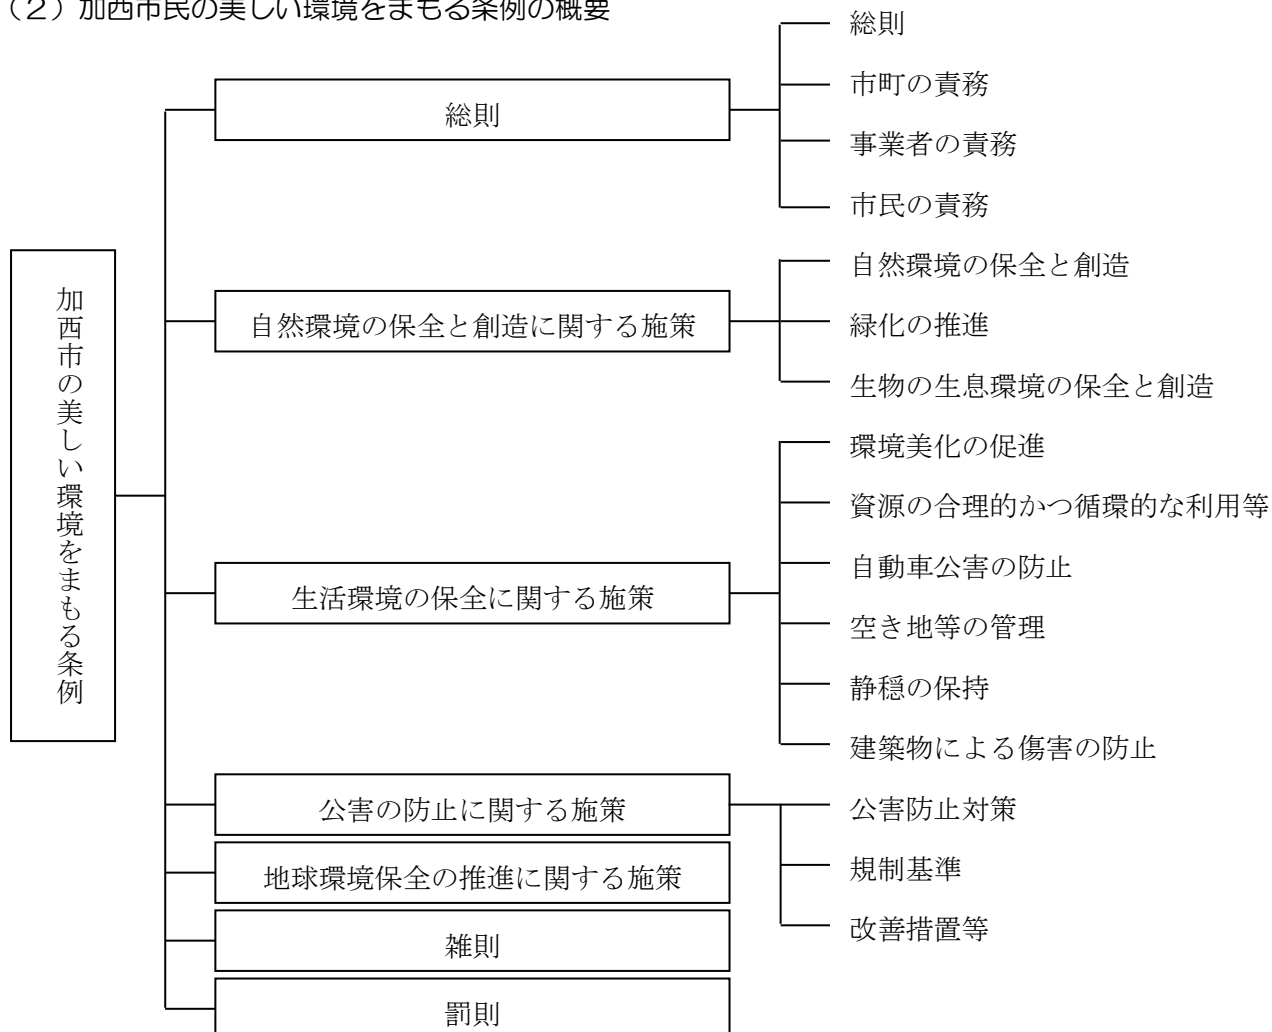 （２）加西市民の美しい環境をまもる条例の概要
加西市の美しい環境をまもる条例
総則
総則
市町の責務
事業者の責務
市民の責務
自然環境の保全と創造に関する施策
自然環境の保全と創造
緑化の推進
生物の生息環境の保全と創造
生活環境の保全に関する施策
環境美化の促進
資源の合理的かつ循環的な利用等
自動車公害の防止
空き地等の管理
静穏の保持
建築物による傷害の防止
公害の防止に関する施策
公害防止対策
規制基準
改善措置等
地球環境保全の推進に関する施策
雑則
罰則